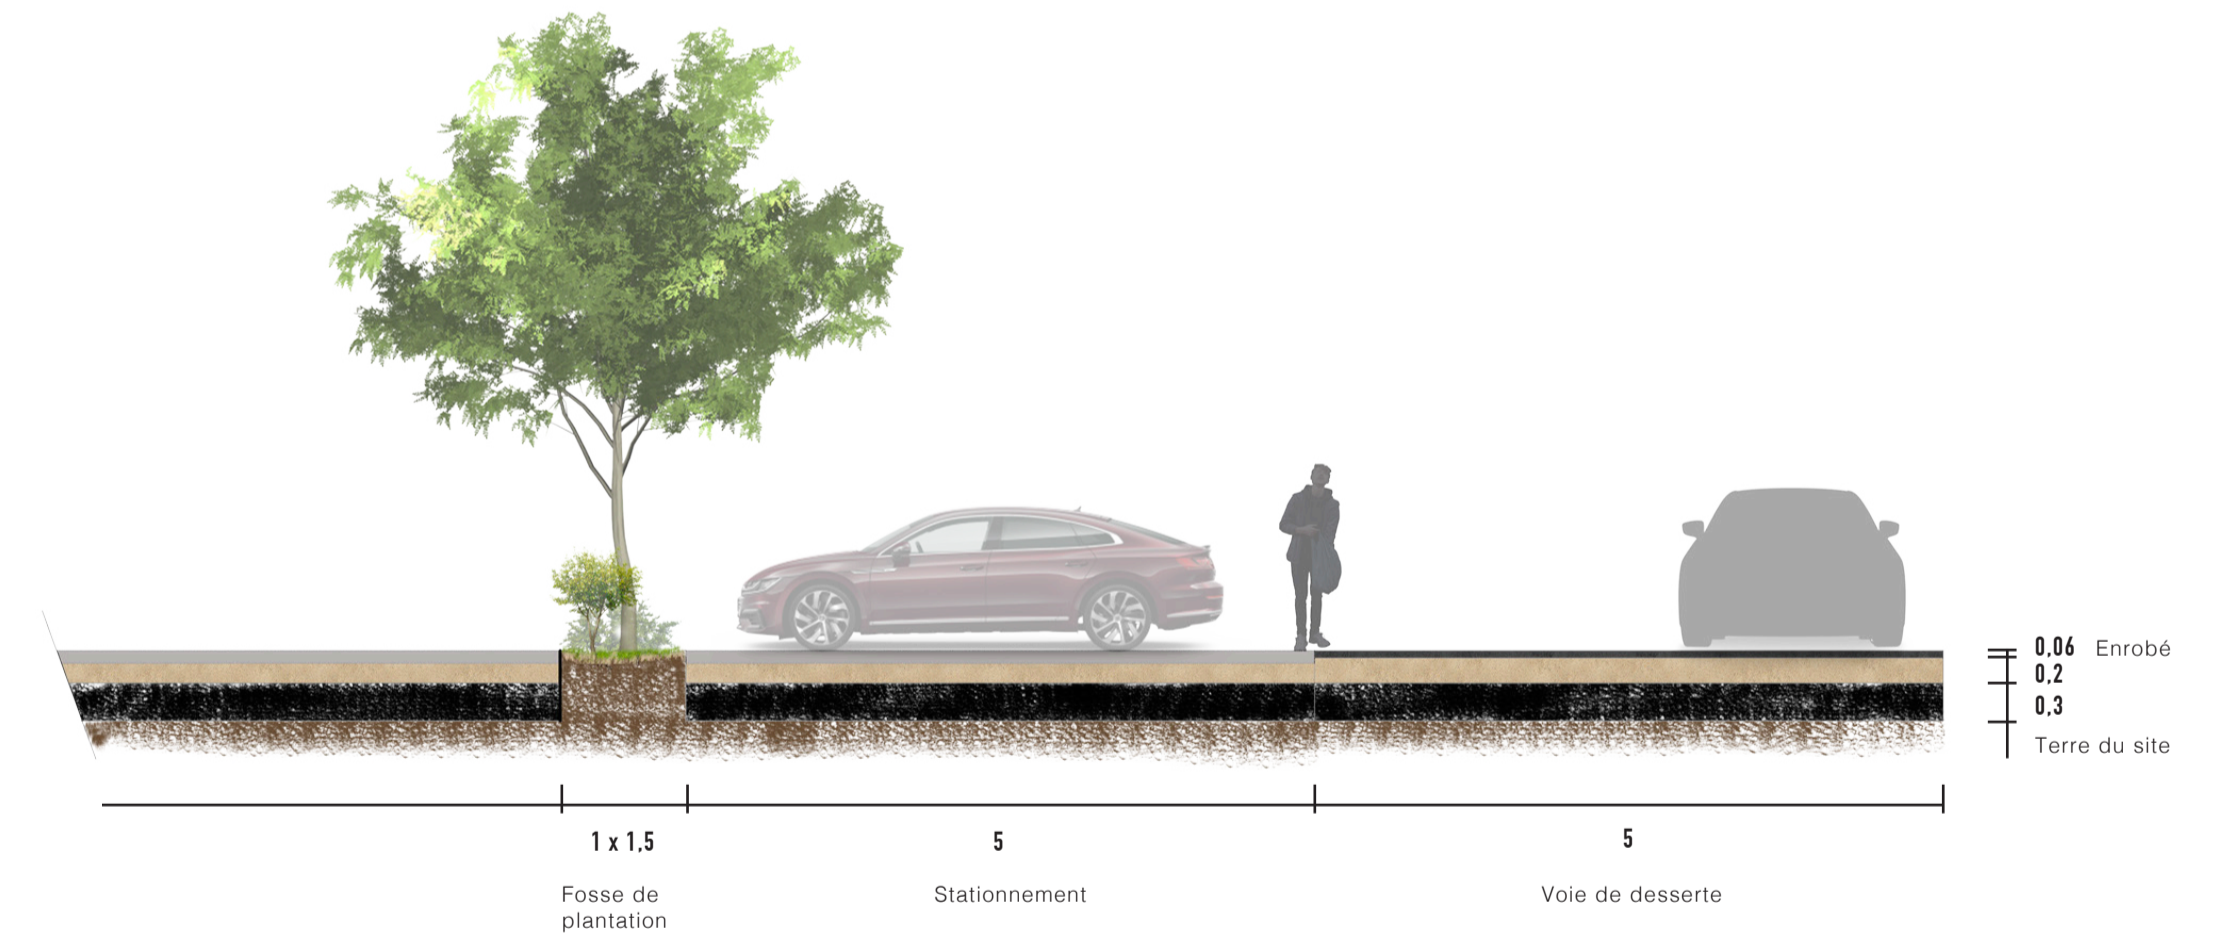 0,06 Enrobé
0,2
0,3
Terre du site
1 x 1,5
5
5
Fosse de
plantation
Stationnement
Voie de desserte